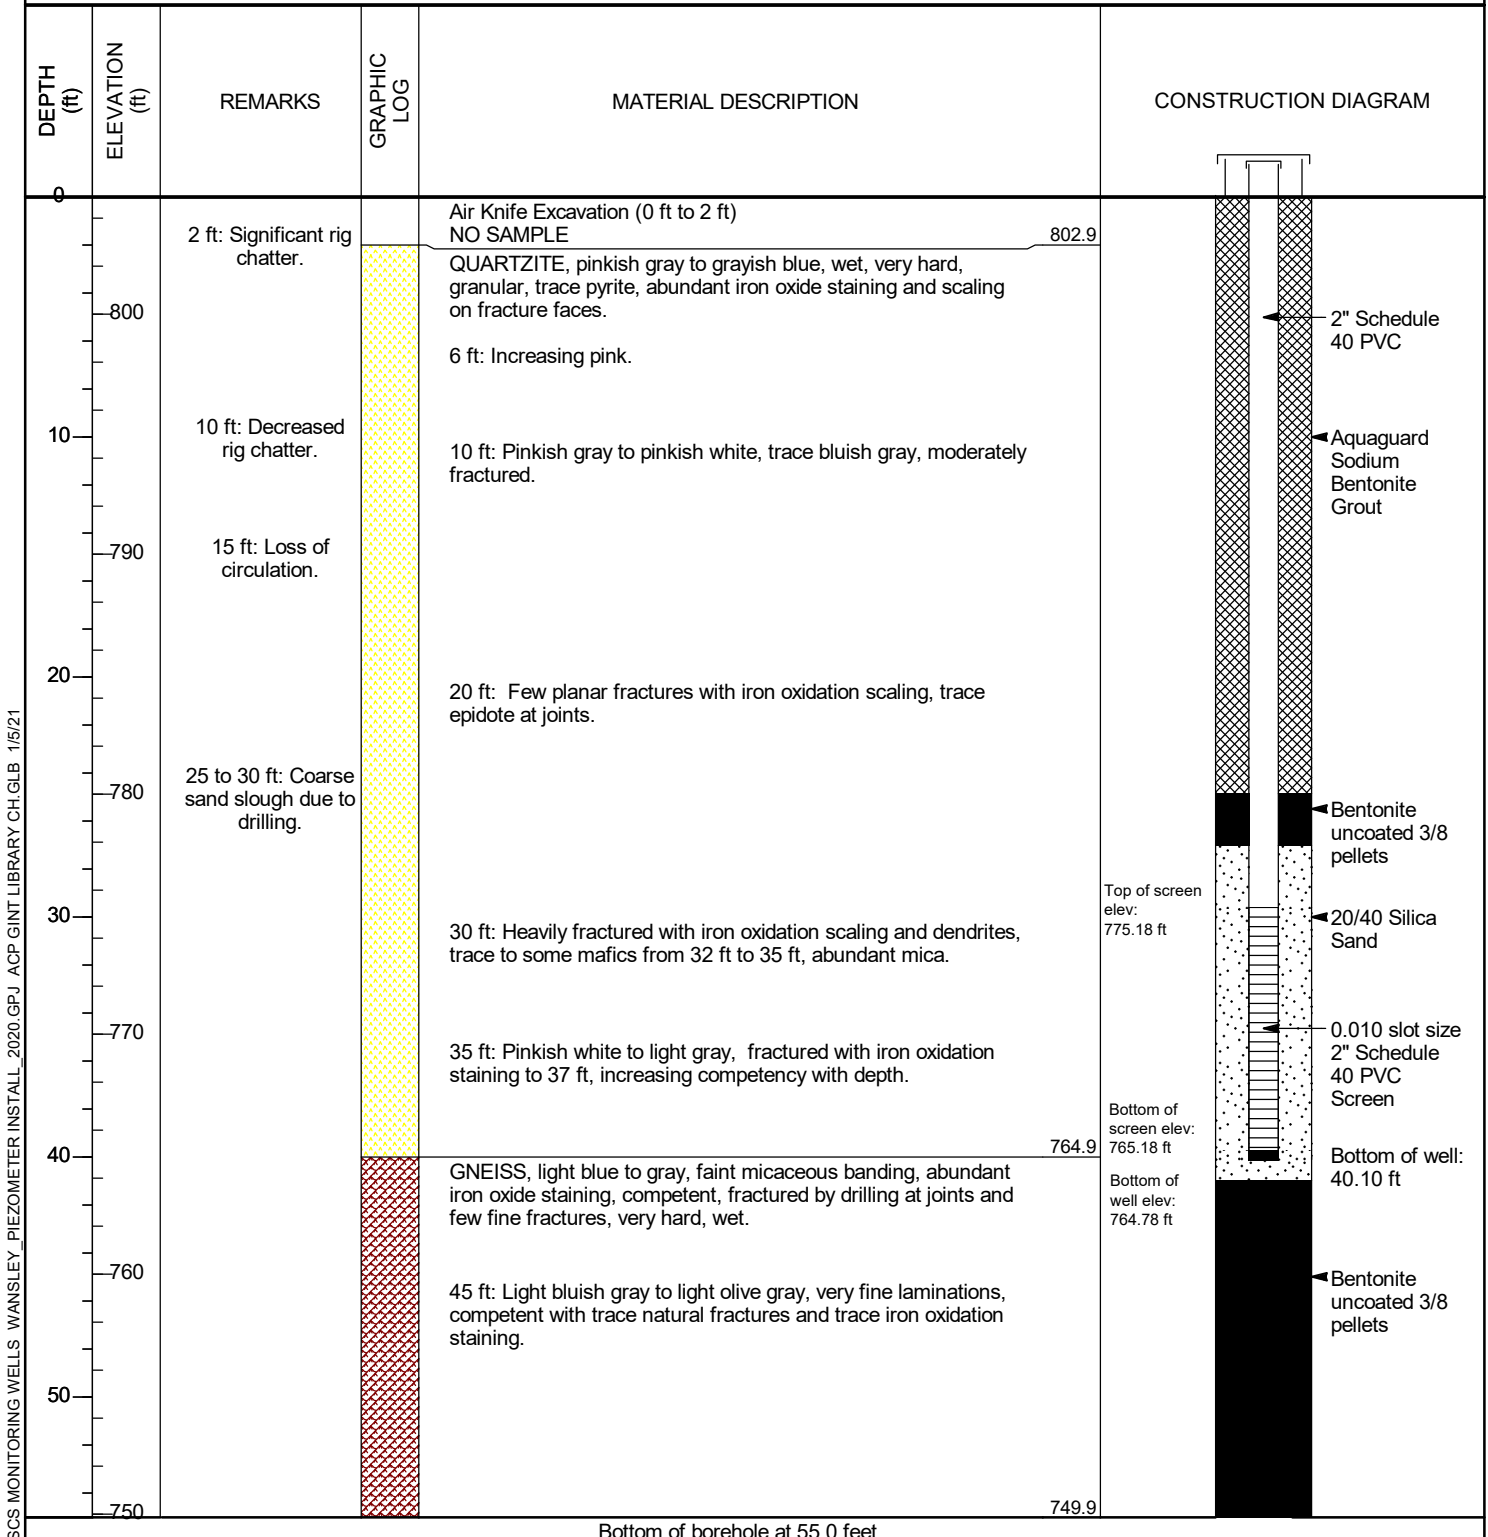 DEPTH
(ft)
ELEVATION
(ft)
REMARKS
GRAPHIC
LOG
MATERIAL DESCRIPTION
CONSTRUCTION DIAGRAM
0
10
20
30
40
50
800
790
780
770
760
750
2 ft: Significant rig
chatter.
10 ft: Decreased
rig chatter.
15 ft: Loss of
circulation.
25 to 30 ft: Coarse
sand slough due to
drilling.
Air Knife Excavation (0 ft to 2 ft)
NO SAMPLE
802.9
QUARTZITE, pinkish gray to grayish blue, wet, very hard,
granular, trace pyrite, abundant iron oxide staining and scaling
on fracture faces.
6 ft: Increasing pink.
10 ft: Pinkish gray to pinkish white, trace bluish gray, moderately
fractured.
20 ft:  Few planar fractures with iron oxidation scaling, trace
epidote at joints.
30 ft: Heavily fractured with iron oxidation scaling and dendrites,
trace to some mafics from 32 ft to 35 ft, abundant mica.
35 ft: Pinkish white to light gray,  fractured with iron oxidation
staining to 37 ft, increasing competency with depth.
764.9
GNEISS, light blue to gray, faint micaceous banding, abundant
iron oxide staining, competent, fractured by drilling at joints and
few fine fractures, very hard, wet.
45 ft: Light bluish gray to light olive gray, very fine laminations,
competent with trace natural fractures and trace iron oxidation
staining.
749.9
Bottom of borehole at 55.0 feet
2" Schedule
40 PVC
Aquaguard
Sodium
Bentonite
Grout
Bentonite
uncoated 3/8
pellets
Top of screen
elev:
775.18 ft
20/40 Silica
Sand
0.010 slot size
2" Schedule
40 PVC
Screen
Bottom of
screen elev:
765.18 ft
Bottom of well:
40.10 ft
Bottom of
well elev:
764.78 ft
Bentonite
uncoated 3/8
pellets
SCS MONITORING WELLS  WANSLEY_PIEZOMETER INSTALL_2020.GPJ  ACP GINT LIBRARY CH.GLB  1/5/21